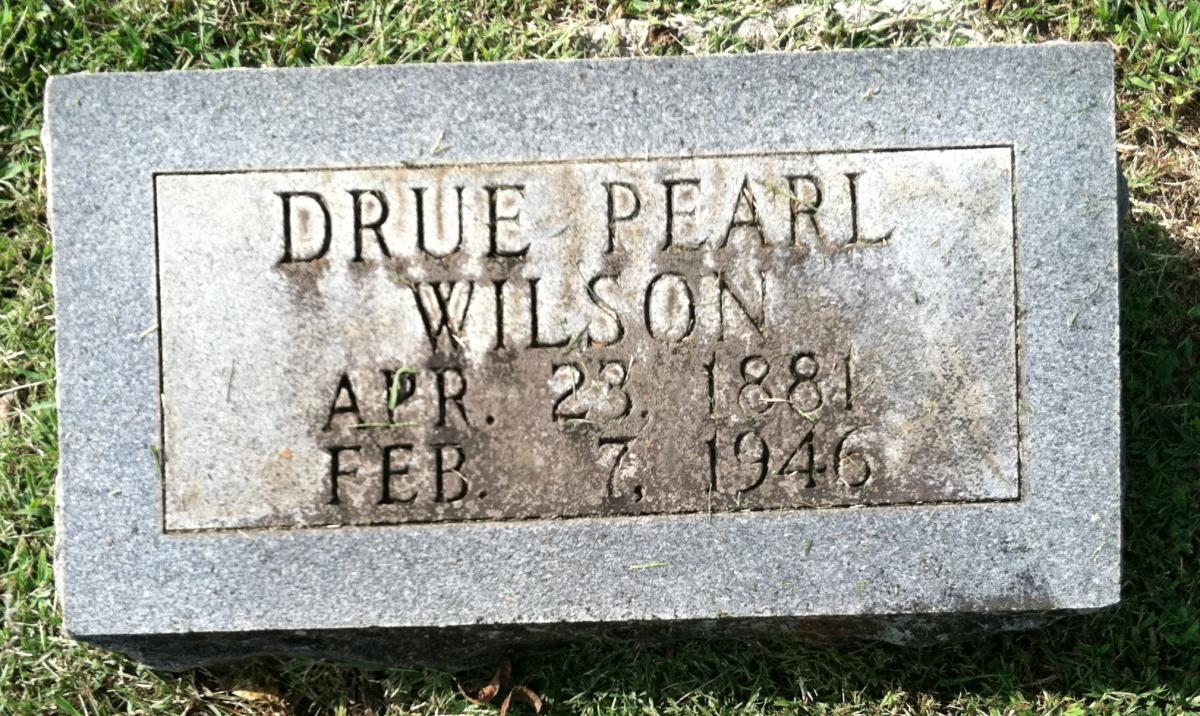 DRUE PEARL
WILSON
APR. 23, 1881
FEB. 7, 1946